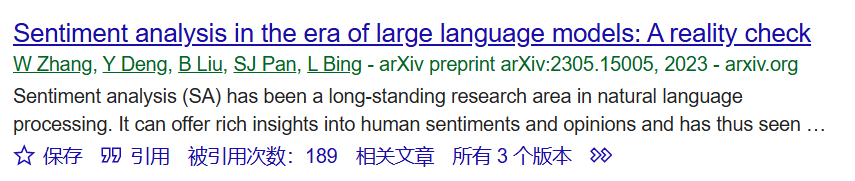 Sentiment analysis in the era of large language models: A reality check
W Zhang, Y Deng, B Liu, SJ Pan, L Bing - arXiv preprint arXiv:2305.15005, 2023 - arxiv.org
Sentiment analysis (SA) has been a long-standing research area in natural language
processing. It can offer rich insights into human sentiments and opinions and has thus seen …
保存 引用 被引用次数：189 相关文章 所有 3 个版本